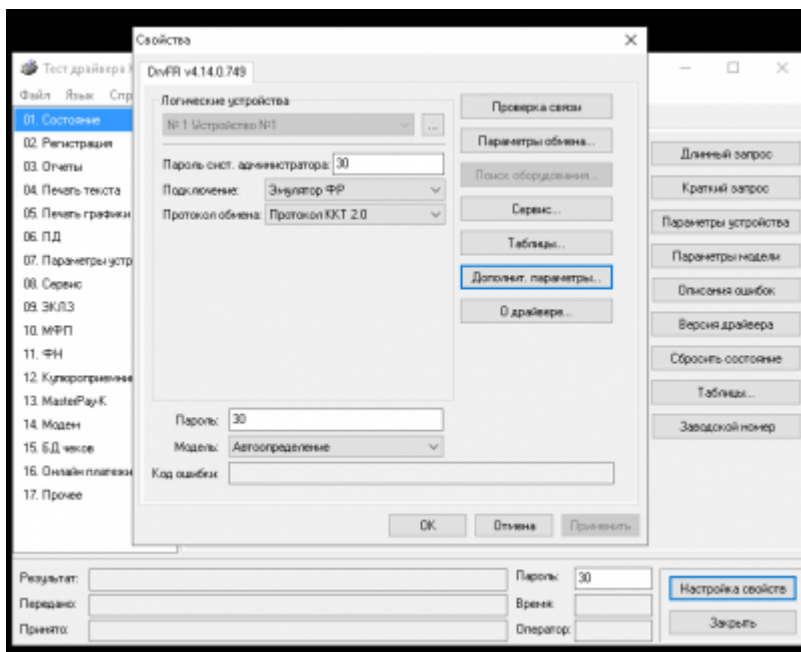 Свойства
Тест драйвера
Файл Язык Спр
DrvFR v4.14.0.749
Логические устройства
№ 1 Устройство №1
...
Пароль сист. администратора: 30
Подключение: Эмулятор ФР
Протокол обмена: Протокол ККТ 2.0
Проверка связи
Параметры обмена...
Поиск оборудования...
Сервис...
Таблицы...
Дополнит. параметры...
О драйвере...
Пароль: 30
Модель: Автоопределение
Код ошибки:
OK Отмена Применить
01. Состояние
02. Регистрация
03. Отчеты
04. Печать текста
05. Печать графики
06. ПД
07. Параметры устр
08. Сервис
09. ЭКЛЗ
10. МФП
11. ФН
12. Купюроприемник
13. MasterPay-K
14. Модем
15. БД чеков
16. Онлайн платежи
17. Прочее
Длинный запрос
Краткий запрос
Параметры устройства
Параметры модели
Описания ошибок
Версия драйвера
Сбросить состояние
Таблицы...
Заводской номер
Результат:
Передано:
Принято:
Пароль: 30
Время:
Оператор:
Настройка свойств
Закрыть